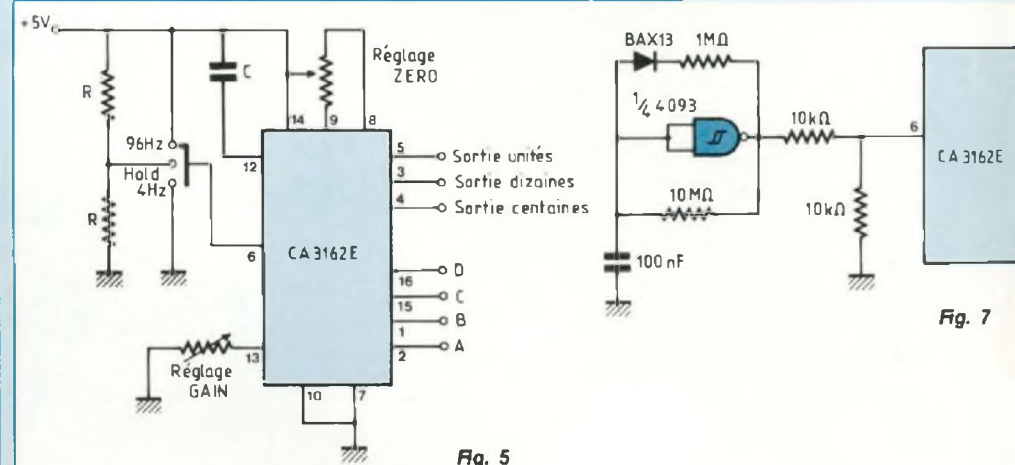 +5V
R
96Hz
Hold
4Hz
R
C
Réglage
ZERO
14
9
8
12
6
13
CA3162E
5
Sortie unités
3
Sortie dizaines
4
Sortie centaines
16
D
15
C
1
B
2
A
Réglage
GAIN
10
7
Fig. 5
BAX13
1MΩ
1/4 4093
10MΩ
100 nF
10kΩ
10kΩ
6
CA3162E
Fig. 7